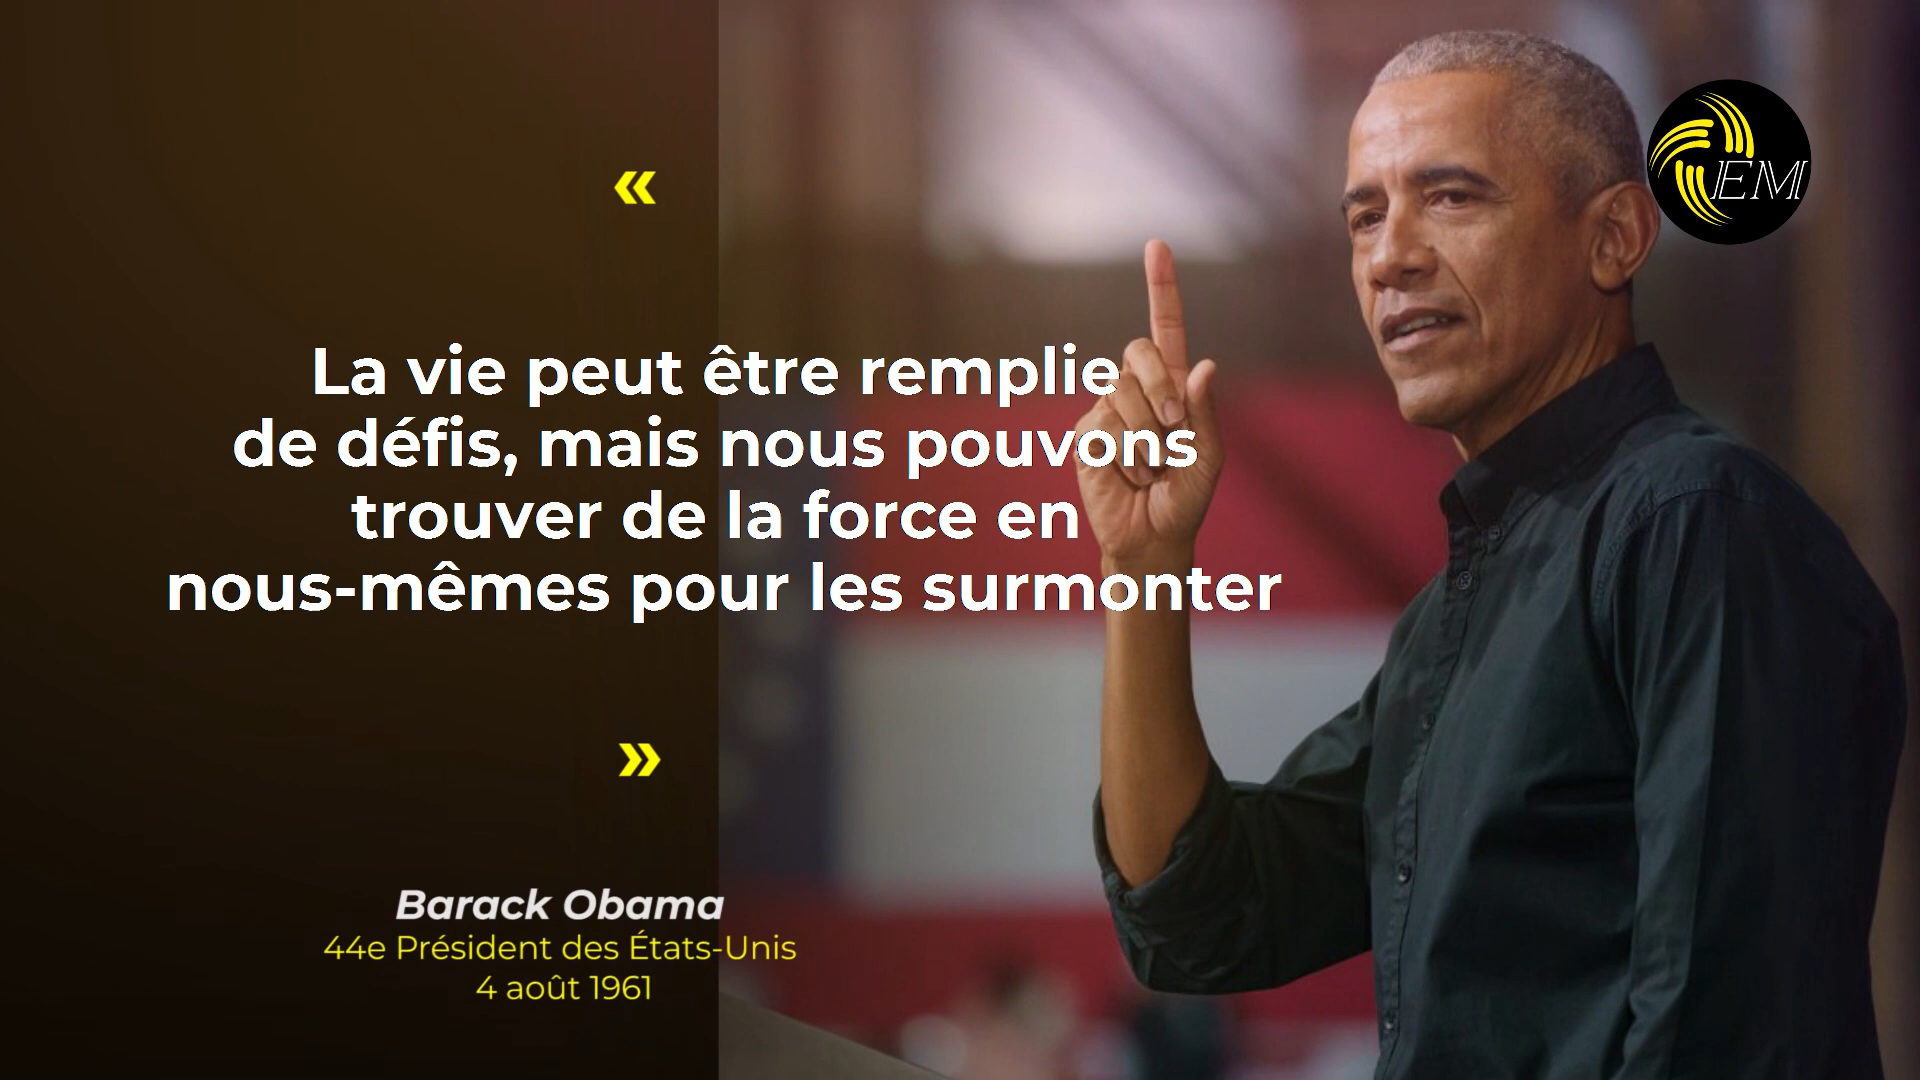 «
La vie peut être remplie
de défis, mais nous pouvons
trouver de la force en
nous-mêmes pour les surmonter
»
Barack Obama
44e Président des États-Unis
4 août 1961
EM